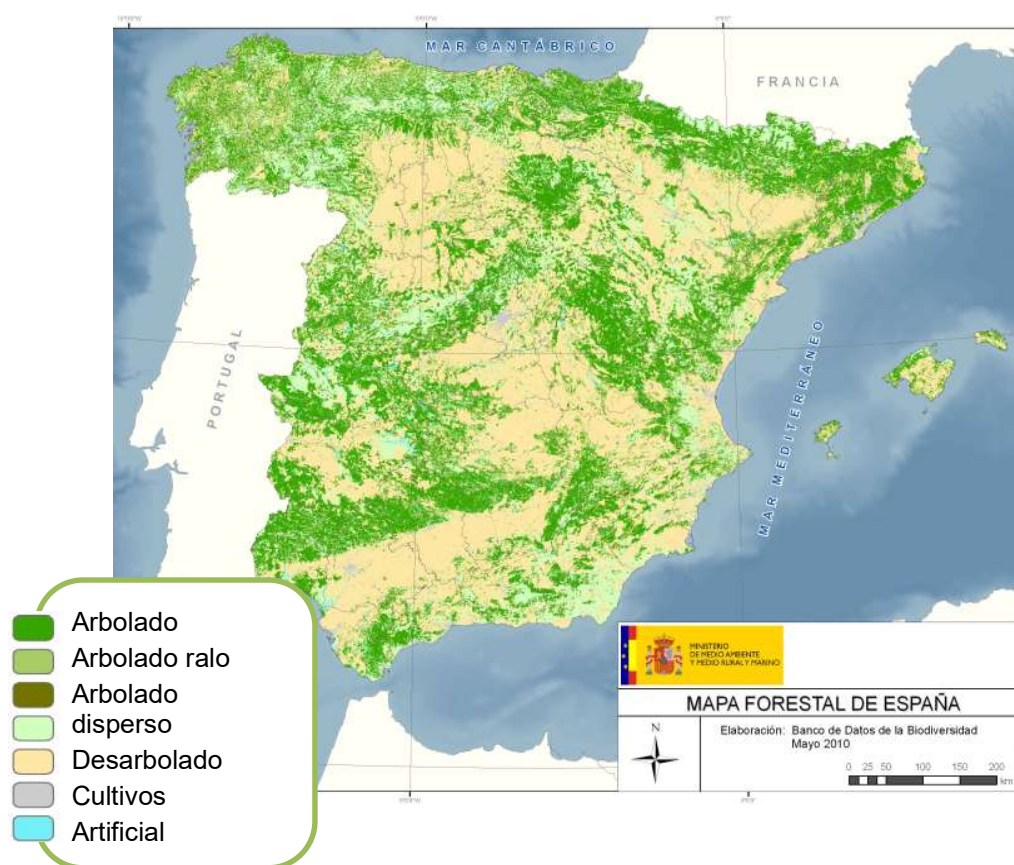 MAR CANTÁBRICO
FRANCIA
PORTUGAL
MAR MEDITERRÁNEO
Arbolado
Arbolado ralo
Arbolado
disperso
Desarbolado
Cultivos
Artificial
MINISTERIO
DE MEDIO AMBIENTE
Y MEDIO RURAL Y MARINO
MAPA FORESTAL DE ESPAÑA
N
Elaboración: Banco de Datos de la Biodiversidad
Mayo 2010
0 25 50 100 150 200
km